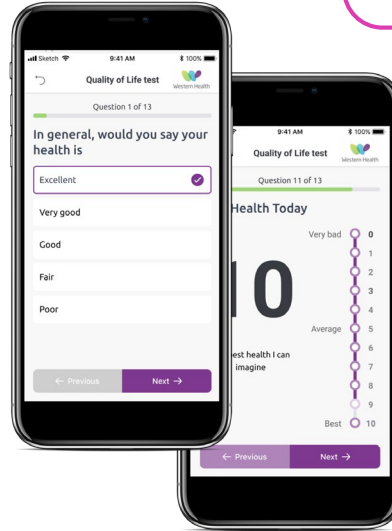 Sketch 9:41 AM 100%
Quality of Life test
Western Health
Question 1 of 13
In general, would you say your
health is
Excellent
Very good
Good
Fair
Poor
← Previous Next →
9:41 AM 100%
Quality of Life test
Western Health
Question 11 of 13
Health Today
Very bad 0
1
2
3
4
Average 5
6
7
8
9
Best 10
10
health I can
imagine
← Previous Next →